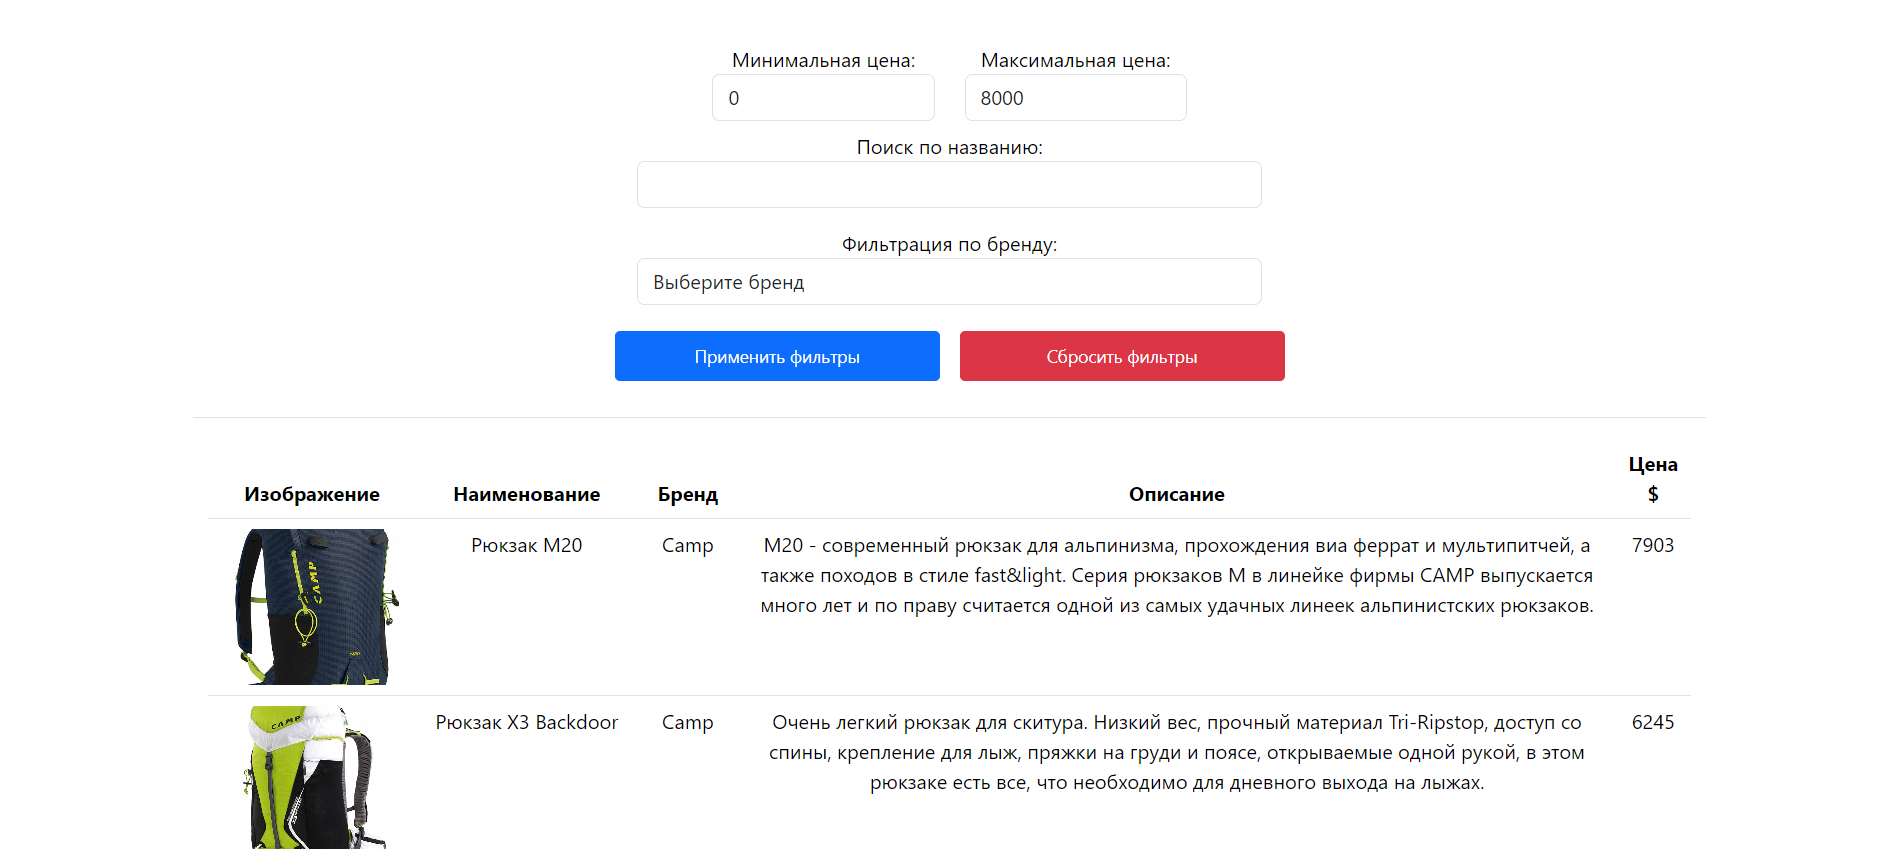 Минимальная цена:
Максимальная цена:
0
8000
Поиск по названию:
Фильтрация по бренду:
Выберите бренд
Применить фильтры
Сбросить фильтры
Изображение
Наименование
Бренд
Описание
Цена
$
CAMP
Рюкзак M20
Camp
M20 - современный рюкзак для альпинизма, прохождения виа феррат и мультипитчей, а
также походов в стиле fast&light. Серия рюкзаков M в линейке фирмы CAMP выпускается
много лет и по праву считается одной из самых удачных линеек альпинистских рюкзаков.
7903
CAMP
Рюкзак X3 Backdoor
Camp
Очень легкий рюкзак для скитура. Низкий вес, прочный материал Tri-Ripstop, доступ со
спины, крепление для лыж, пряжки на груди и поясе, открываемые одной рукой, в этом
рюкзаке есть все, что необходимо для дневного выхода на лыжах.
6245